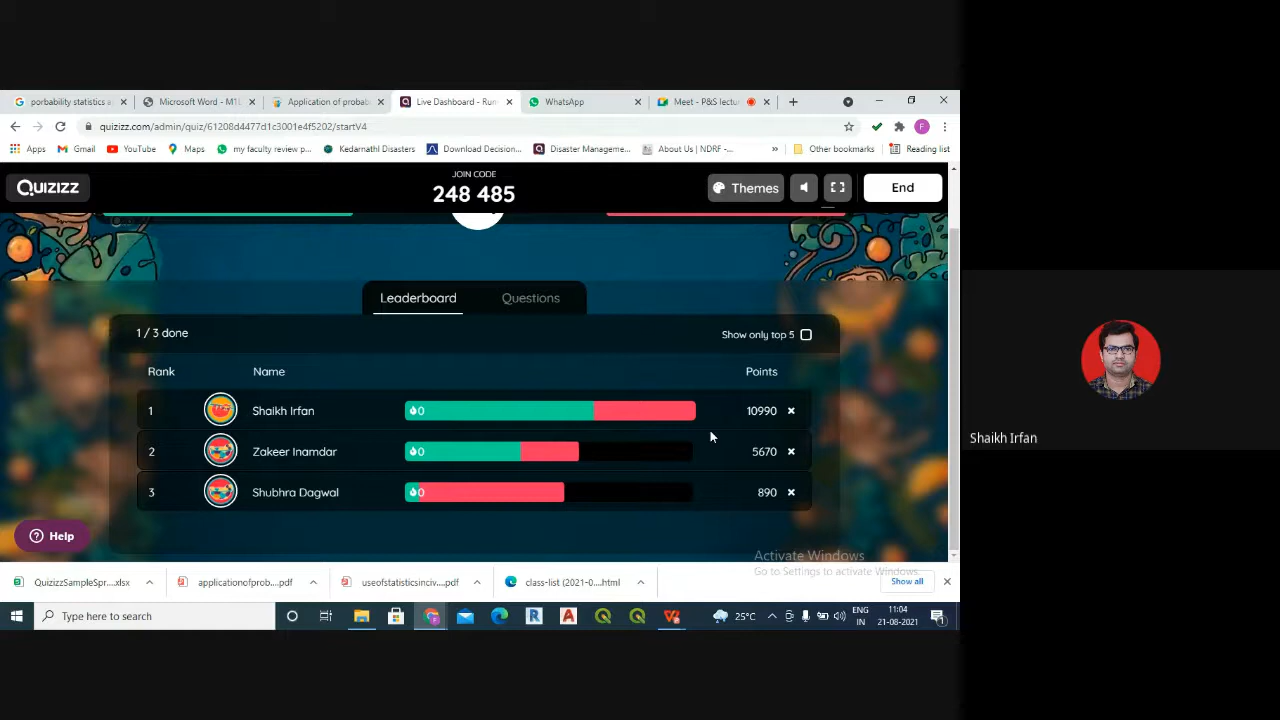 porbability statistics a
Microsoft Word - M1L
Application of probab
Live Dashboard - Run
WhatsApp
Meet - P&S lectu
quizizz.com/admin/quiz/61208d4477d1c3001e4f5202/startV4
Apps
Gmail
YouTube
Maps
my faculty review p...
Kedarnathl Disasters
Download Decision...
Disaster Manageme...
About Us | NDRF -...
Other bookmarks
Reading list
Quizizz
JOIN CODE
248 485
Themes
End
Leaderboard
Questions
1 / 3 done
Show only top 5
Rank
Name
Points
1
Shaikh Irfan
0
10990
2
Zakeer Inamdar
0
5670
3
Shubhra Dagwal
0
890
Help
Activate Windows
Go to Settings to activate Windows.
QuizizzSampleSpr....xlsx
applicationofprob....pdf
useofstatisticsinciv....pdf
class-list (2021-0....html
Show all
Type here to search
25°C
ENG
IN
11:04
21-08-2021
1
Shaikh Irfan